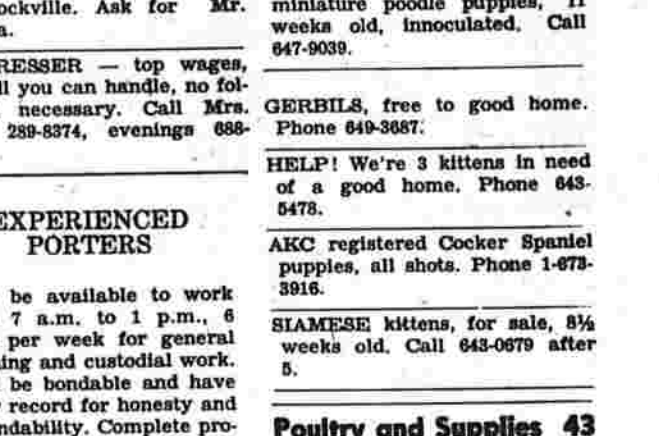 ockville. Ask for Mr.
a.
RESSER — top wages,
ll you can handle, no fol-
necessary. Call Mrs.
289-8374, evenings 688-
EXPERIENCED
PORTERS
be available to work
7 a.m. to 1 p.m., 6
per week for general
ing and custodial work.
be bondable and have
record for honesty and
ndability. Complete pro-
miniature poodle puppies, 11
weeks old, innoculated. Call
647-9039.
GERBILS, free to good home.
Phone 649-3687.
HELP! We're 3 kittens in need
of a good home. Phone 643-
5478.
AKC registered Cocker Spaniel
puppies, all shots. Phone 1-673-
3916.
SIAMESE kittens, for sale, 8½
weeks old. Call 643-0679 after
5.
Poultry and Supplies 43